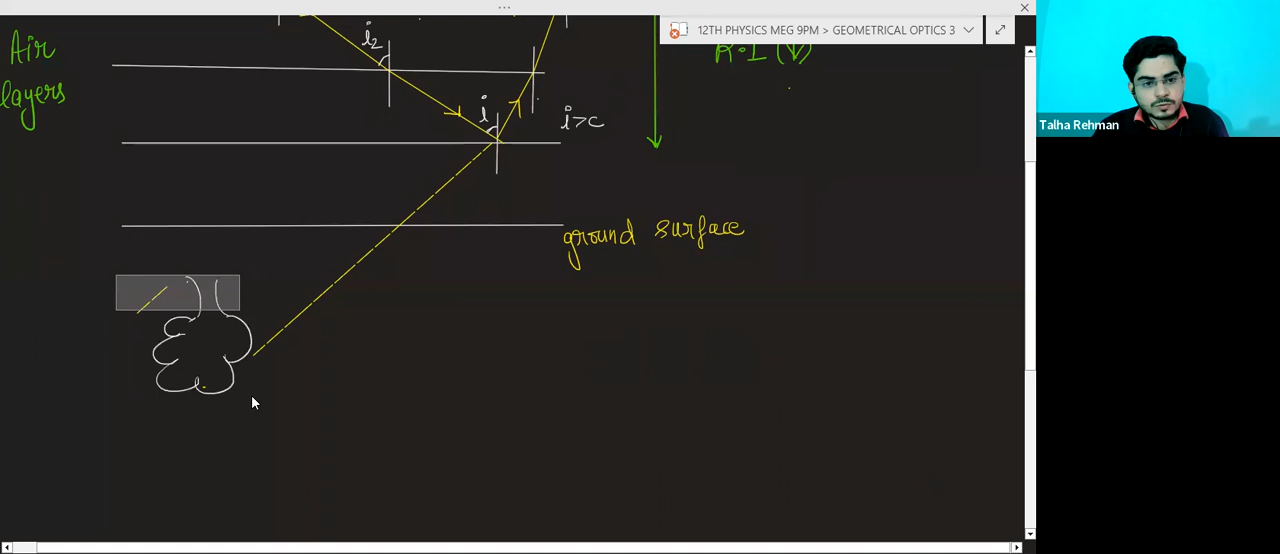 12TH PHYSICS MEG 9PM > GEOMETRICAL OPTICS 3
Air
layers
i₂
R.I (↓)
i
i>c
Talha Rehman
ground surface